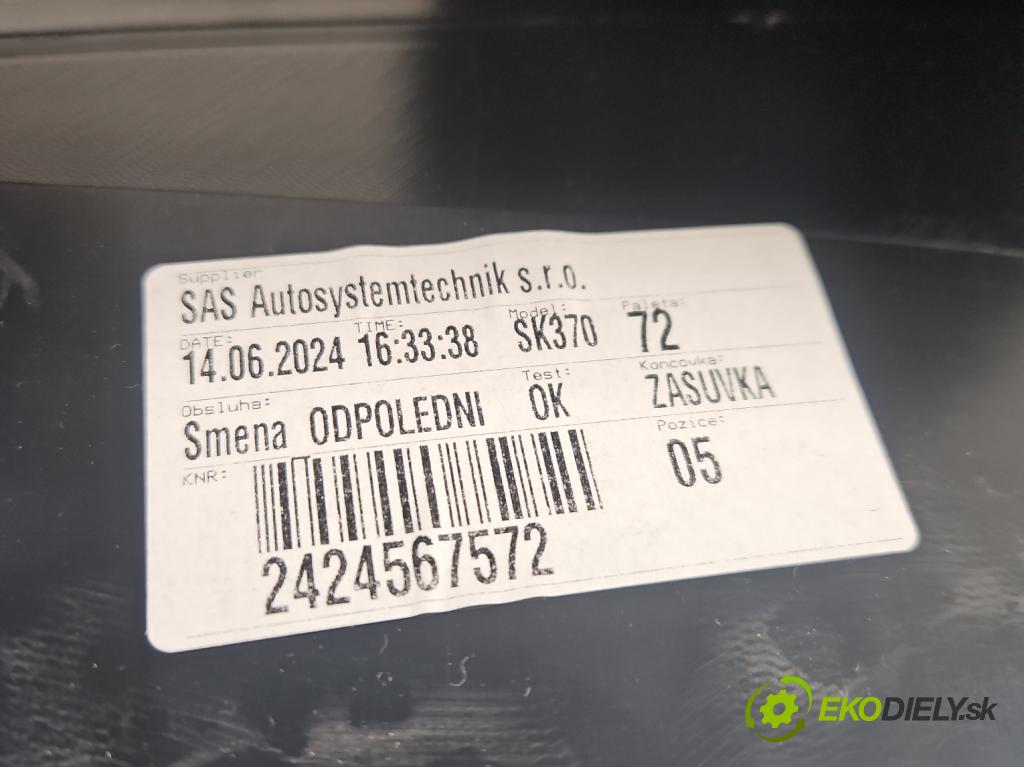 Supplier
SAS Autosystemtechnik s.r.o.
DATE: TIME: Model: Paleta:
14.06.2024 16:33:38 SK370 72
Obsluha: Test: Koncovka:
Smena ODPOLEDNI OK ZASUVKA
KNR: Pozice:
05
2424567572
EKODIELY.sk